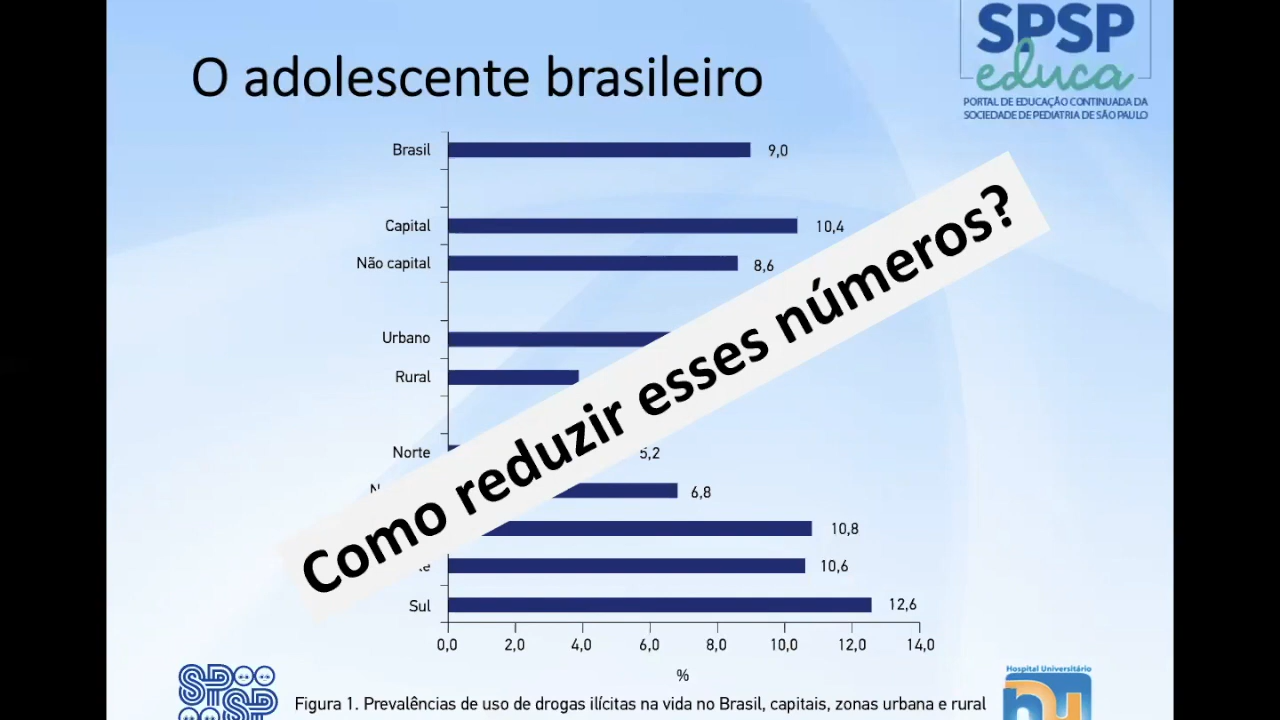 SPSP
educa
PORTAL DE EDUCAÇÃO CONTINUADA DA
SOCIEDADE DE PEDIATRIA DE SÃO PAULO
O adolescente brasileiro
Brasil 9,0
Capital 10,4
Não capital 8,6
Urbano
Rural
Norte 5,2
6,8
10,8
10,6
Sul 12,6
Como reduzir esses números?
0,0 2,0 4,0 6,0 8,0 10,0 12,0 14,0
%
SPSP
Hospital Universitário
hu
Figura 1. Prevalências de uso de drogas ilícitas na vida no Brasil, capitais, zonas urbana e rural